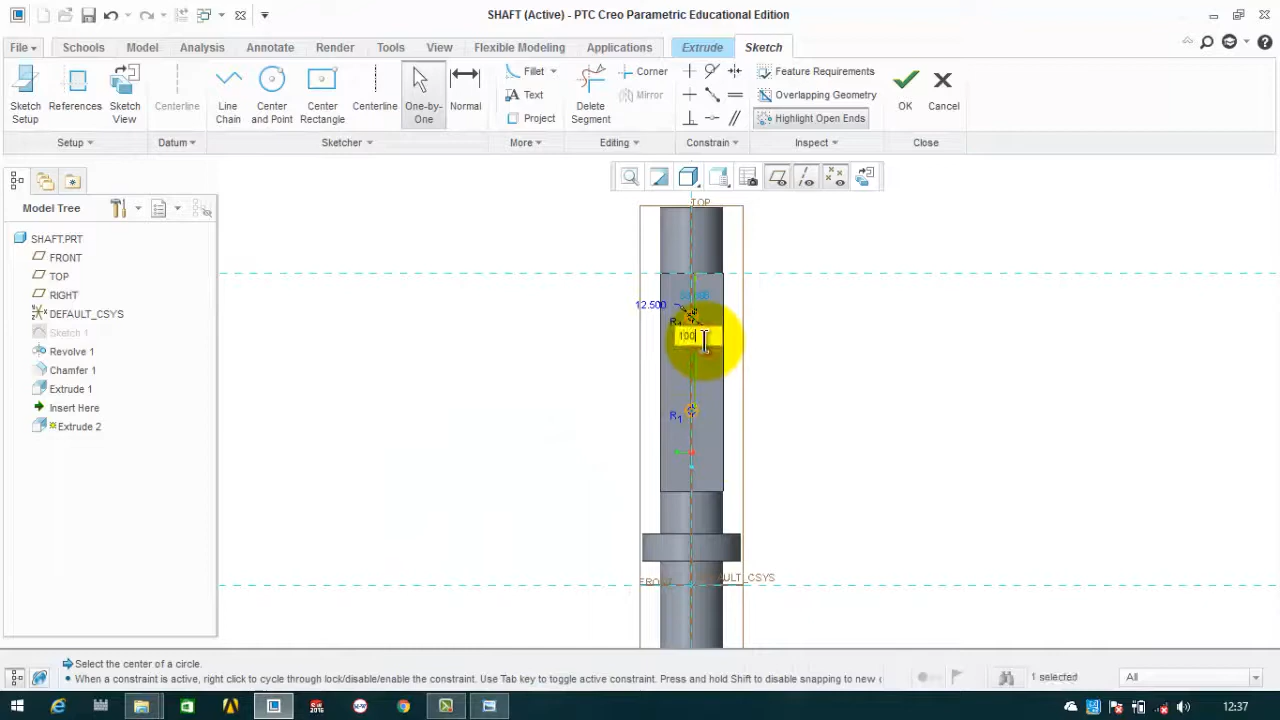 SHAFT (Active) - PTC Creo Parametric Educational Edition
File
Schools
Model
Analysis
Annotate
Render
Tools
View
Flexible Modeling
Applications
Extrude
Sketch
Sketch Setup
References
Sketch View
Centerline
Line Chain
Center and Point
Center Rectangle
Centerline
One-by-One
Normal
Fillet
Text
Project
Delete Segment
Corner
Mirror
Feature Requirements
Overlapping Geometry
Highlight Open Ends
OK
Cancel
Setup
Datum
Sketcher
More
Editing
Constrain
Inspect
Close
Model Tree
SHAFT.PRT
FRONT
TOP
RIGHT
DEFAULT_CSYS
Sketch 1
Revolve 1
Chamfer 1
Extrude 1
Insert Here
Extrude 2
TOP
12.500
R1
100
R1
FRONT
DEFAULT_CSYS
Select the center of a circle.
When a constraint is active, right click to cycle through lock/disable/enable the constraint. Use Tab key to toggle active constraint. Press and hold Shift to disable snapping to new (
1 selected
All
12:37